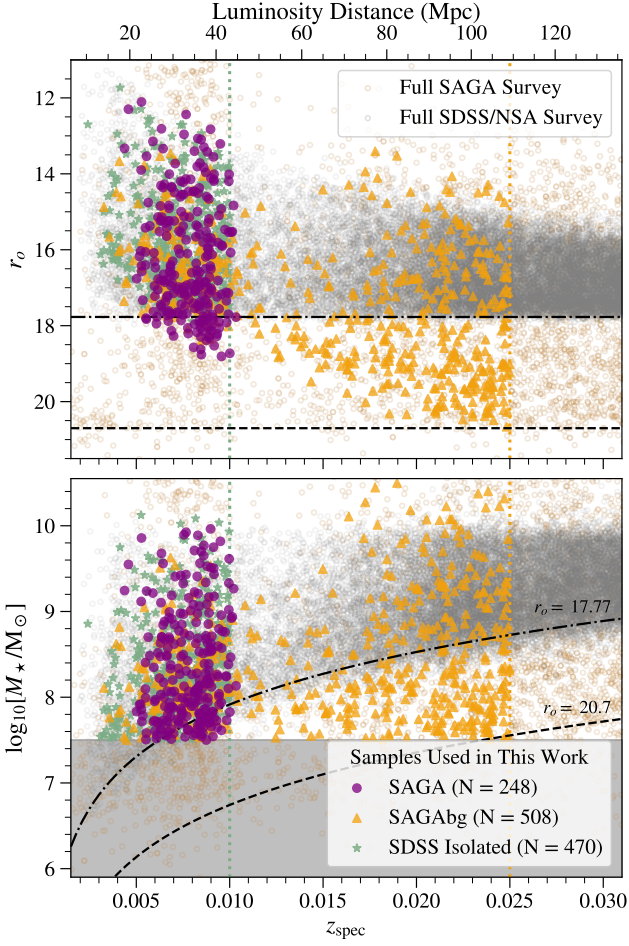 Luminosity Distance (Mpc)
20 40 60 80 100 120
Full SAGA Survey
Full SDSS/NSA Survey
12
14
16
18
20
r_o
r_o = 17.77
r_o = 20.7
10
9
8
7
6
log₁₀[M⋆/M⊙]
Samples Used in This Work
SAGA (N = 248)
SAGAbg (N = 508)
SDSS Isolated (N = 470)
0.005 0.010 0.015 0.020 0.025 0.030
z_spec